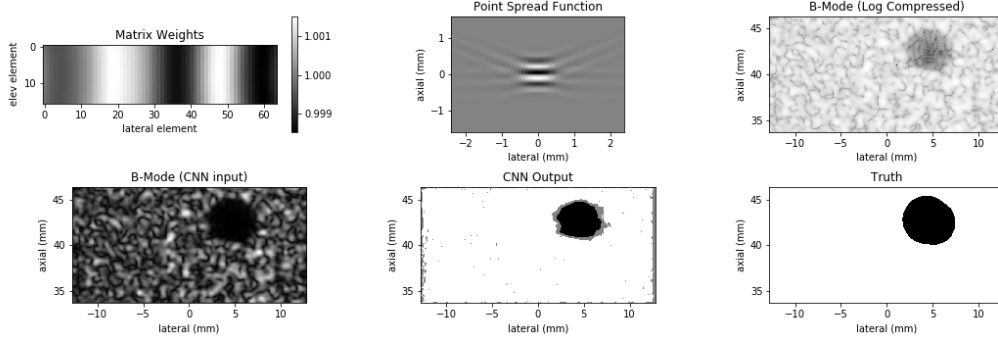 Matrix Weights
elev element
0
10
0 10 20 30 40 50 60
lateral element
1.001
1.000
0.999
Point Spread Function
axial (mm)
1
0
−1
−2 −1 0 1 2
lateral (mm)
B-Mode (Log Compressed)
axial (mm)
45
40
35
−10 −5 0 5 10
lateral (mm)
B-Mode (CNN input)
axial (mm)
45
40
35
−10 −5 0 5 10
lateral (mm)
CNN Output
axial (mm)
45
40
35
−10 −5 0 5 10
lateral (mm)
Truth
axial (mm)
45
40
35
−10 −5 0 5 10
lateral (mm)